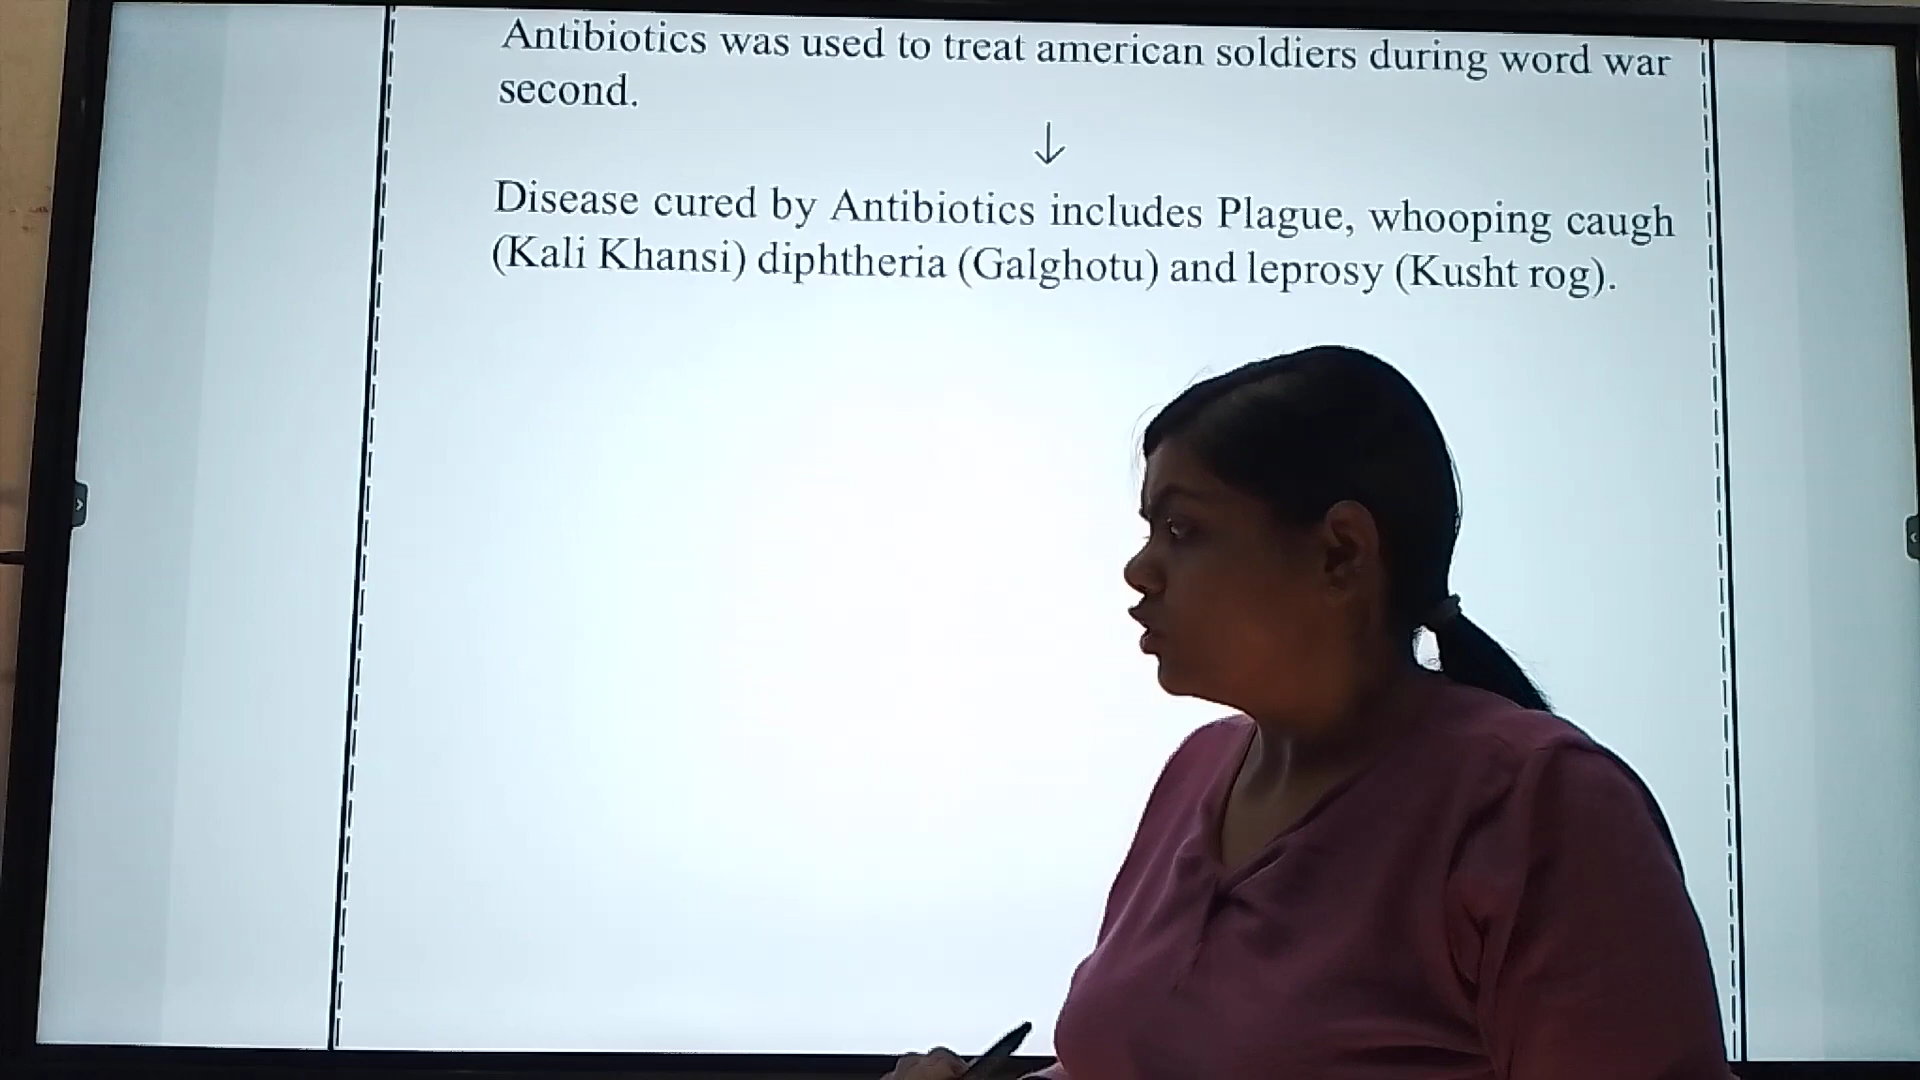 Antibiotics was used to treat american soldiers during word war
second.
↓
Disease cured by Antibiotics includes Plague, whooping caugh
(Kali Khansi) diphtheria (Galghotu) and leprosy (Kusht rog).